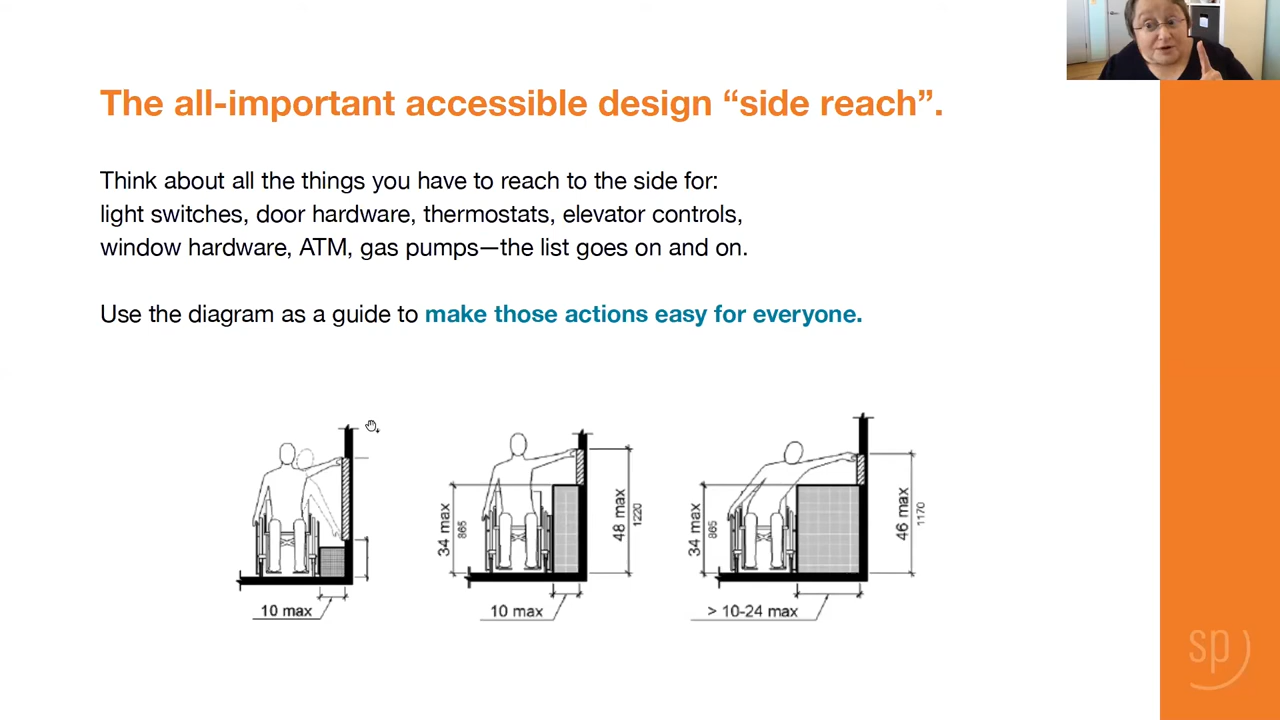 The all-important accessible design “side reach”.
Think about all the things you have to reach to the side for:
light switches, door hardware, thermostats, elevator controls,
window hardware, ATM, gas pumps—the list goes on and on.
Use the diagram as a guide to make those actions easy for everyone.
10 max
34 max
865
48 max
1220
10 max
34 max
865
46 max
1170
> 10-24 max
sp